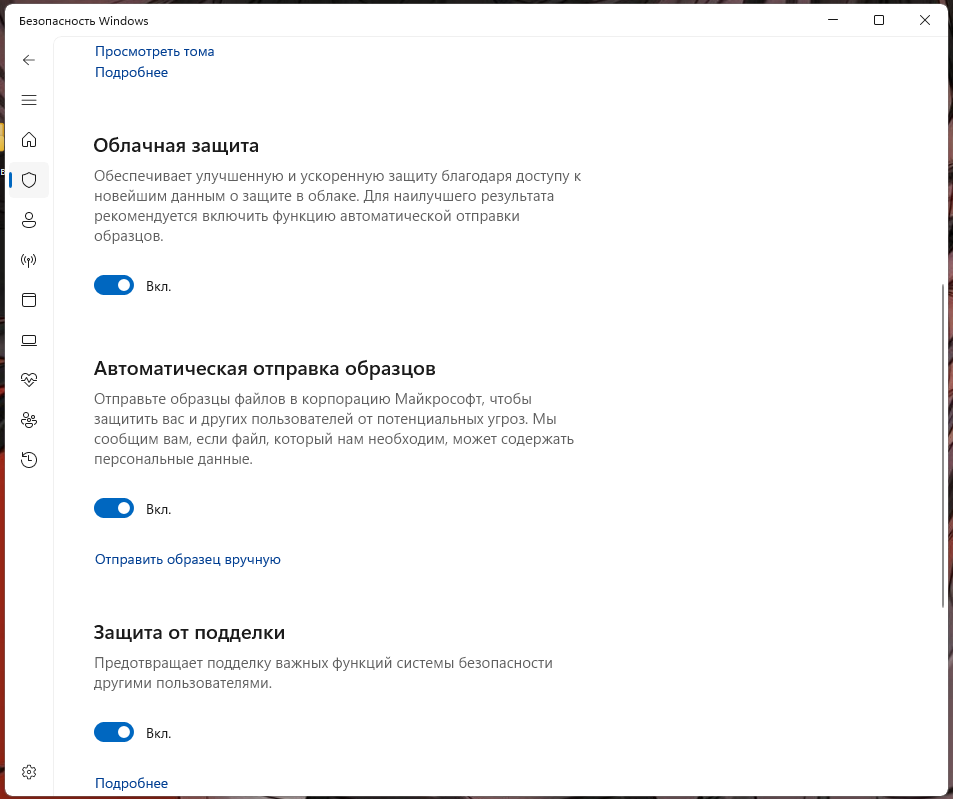 Безопасность Windows
Просмотреть тома
Подробнее
Облачная защита
Обеспечивает улучшенную и ускоренную защиту благодаря доступу к
новейшим данным о защите в облаке. Для наилучшего результата
рекомендуется включить функцию автоматической отправки
образцов.
Вкл.
Автоматическая отправка образцов
Отправьте образцы файлов в корпорацию Майкрософт, чтобы
защитить вас и других пользователей от потенциальных угроз. Мы
сообщим вам, если файл, который нам необходим, может содержать
персональные данные.
Вкл.
Отправить образец вручную
Защита от подделки
Предотвращает подделку важных функций системы безопасности
другими пользователями.
Вкл.
Подробнее